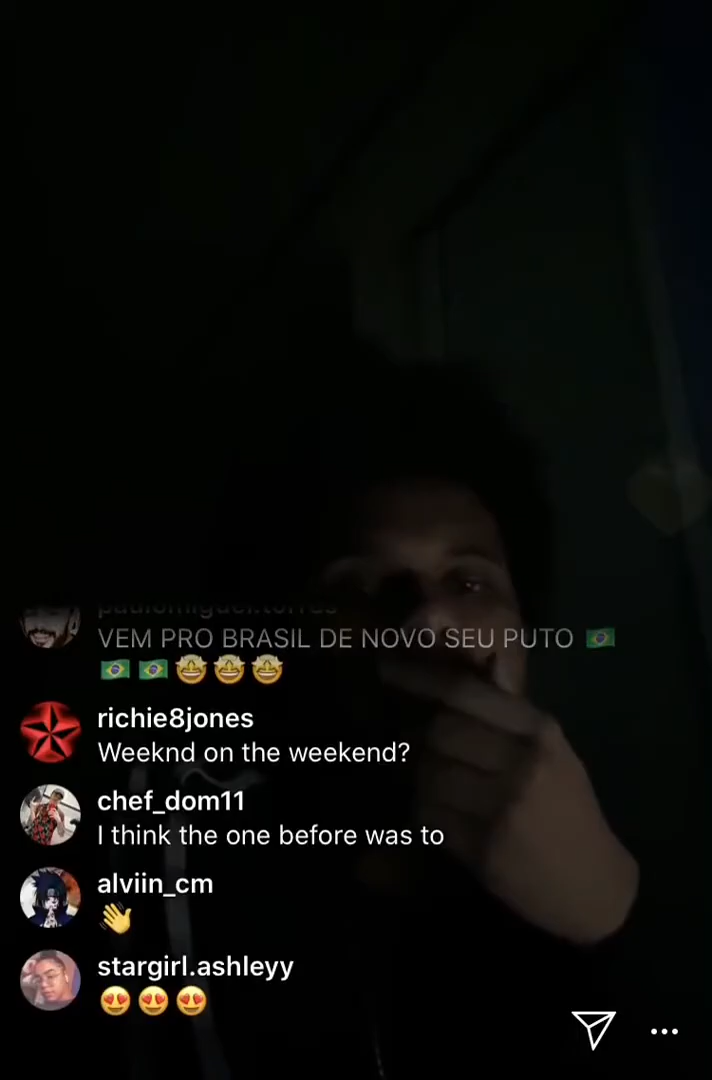 VEM PRO BRASIL DE NOVO SEU PUTO 🇧🇷
🇧🇷 🇧🇷 🤩 🤩 🤩
richie8jones
Weeknd on the weekend?
chef_dom11
I think the one before was to
alviin_cm
👋
stargirl.ashleyy
😍 😍 😍